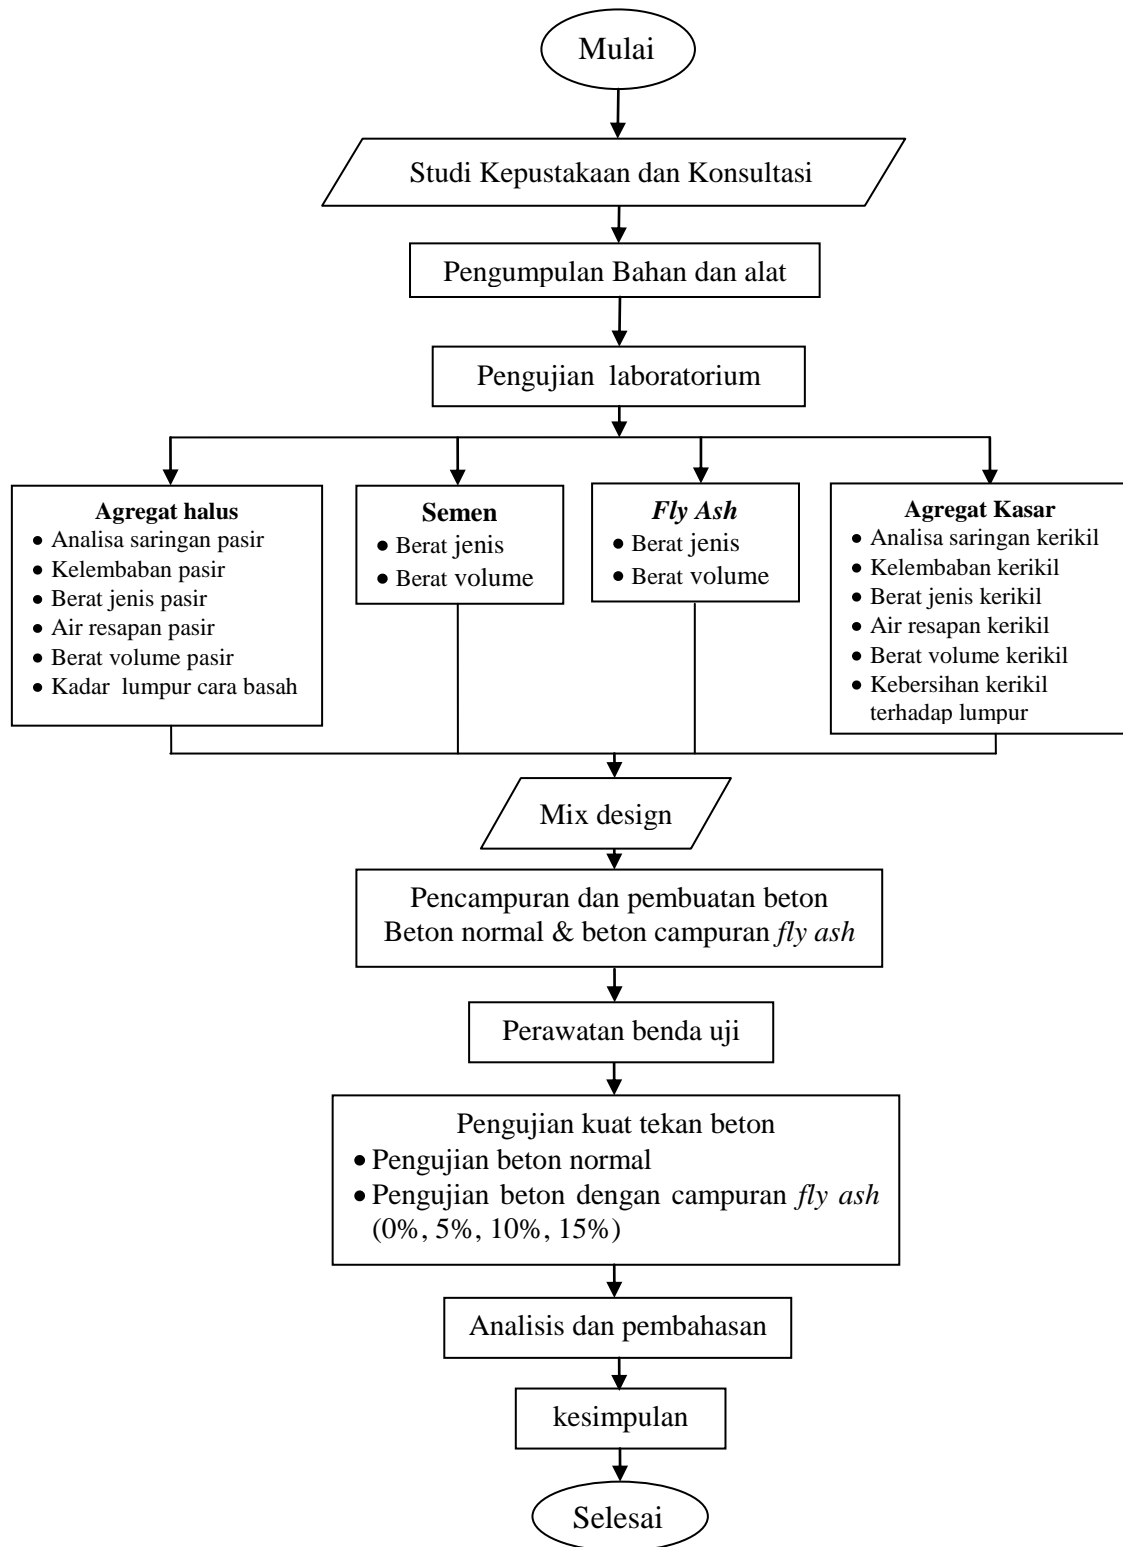 Mulai
Studi Kepustakaan dan Konsultasi
Pengumpulan Bahan dan alat
Pengujian laboratorium
Agregat halus
• Analisa saringan pasir
• Kelembaban pasir
• Berat jenis pasir
• Air resapan pasir
• Berat volume pasir
• Kadar lumpur cara basah
Semen
• Berat jenis
• Berat volume
Fly Ash
• Berat jenis
• Berat volume
Agregat Kasar
• Analisa saringan kerikil
• Kelembaban kerikil
• Berat jenis kerikil
• Air resapan kerikil
• Berat volume kerikil
• Kebersihan kerikil
terhadap lumpur
Mix design
Pencampuran dan pembuatan beton
Beton normal & beton campuran fly ash
Perawatan benda uji
Pengujian kuat tekan beton
• Pengujian beton normal
• Pengujian beton dengan campuran fly ash
(0%, 5%, 10%, 15%)
Analisis dan pembahasan
kesimpulan
Selesai